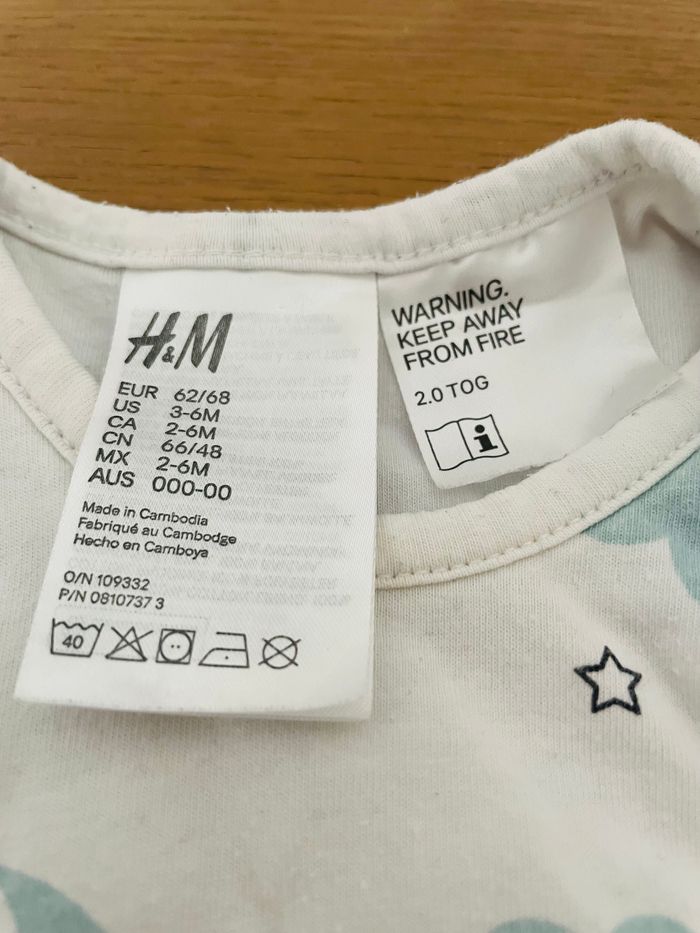 H&M
EUR 62/68
US 3-6M
CA 2-6M
CN 66/48
MX 2-6M
AUS 000-00
Made in Cambodia
Fabriqué au Cambodge
Hecho en Camboya
O/N 109332
P/N 0810737 3
40
WARNING.
KEEP AWAY
FROM FIRE
2.0 TOG
i